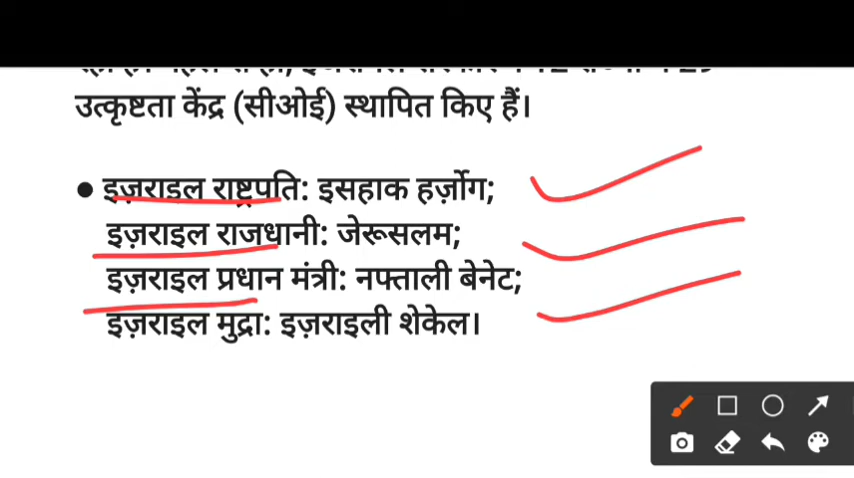 उत्कृष्टता केंद्र (सीओई) स्थापित किए हैं।
● इज़राइल राष्ट्रपति: इसहाक हर्ज़ोग;
इज़राइल राजधानी: जेरूसलम;
इज़राइल प्रधान मंत्री: नफ्ताली बेनेट;
इज़राइल मुद्रा: इज़राइली शेकेल।